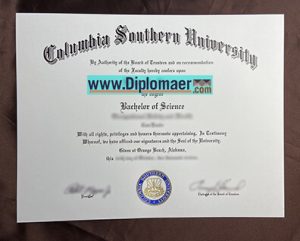 Columbia Southern University
By Authority of the Board of Trustees and on recommendation
of the Faculty hereby confers upon
www.Diplomaer.com
the degree
Bachelor of Science
With all rights, privileges and honors thereunto appertaining. In Testimony
Whereof, we have affixed our signatures and the Seal of the University.
Given at Orange Beach, Alabama,
President